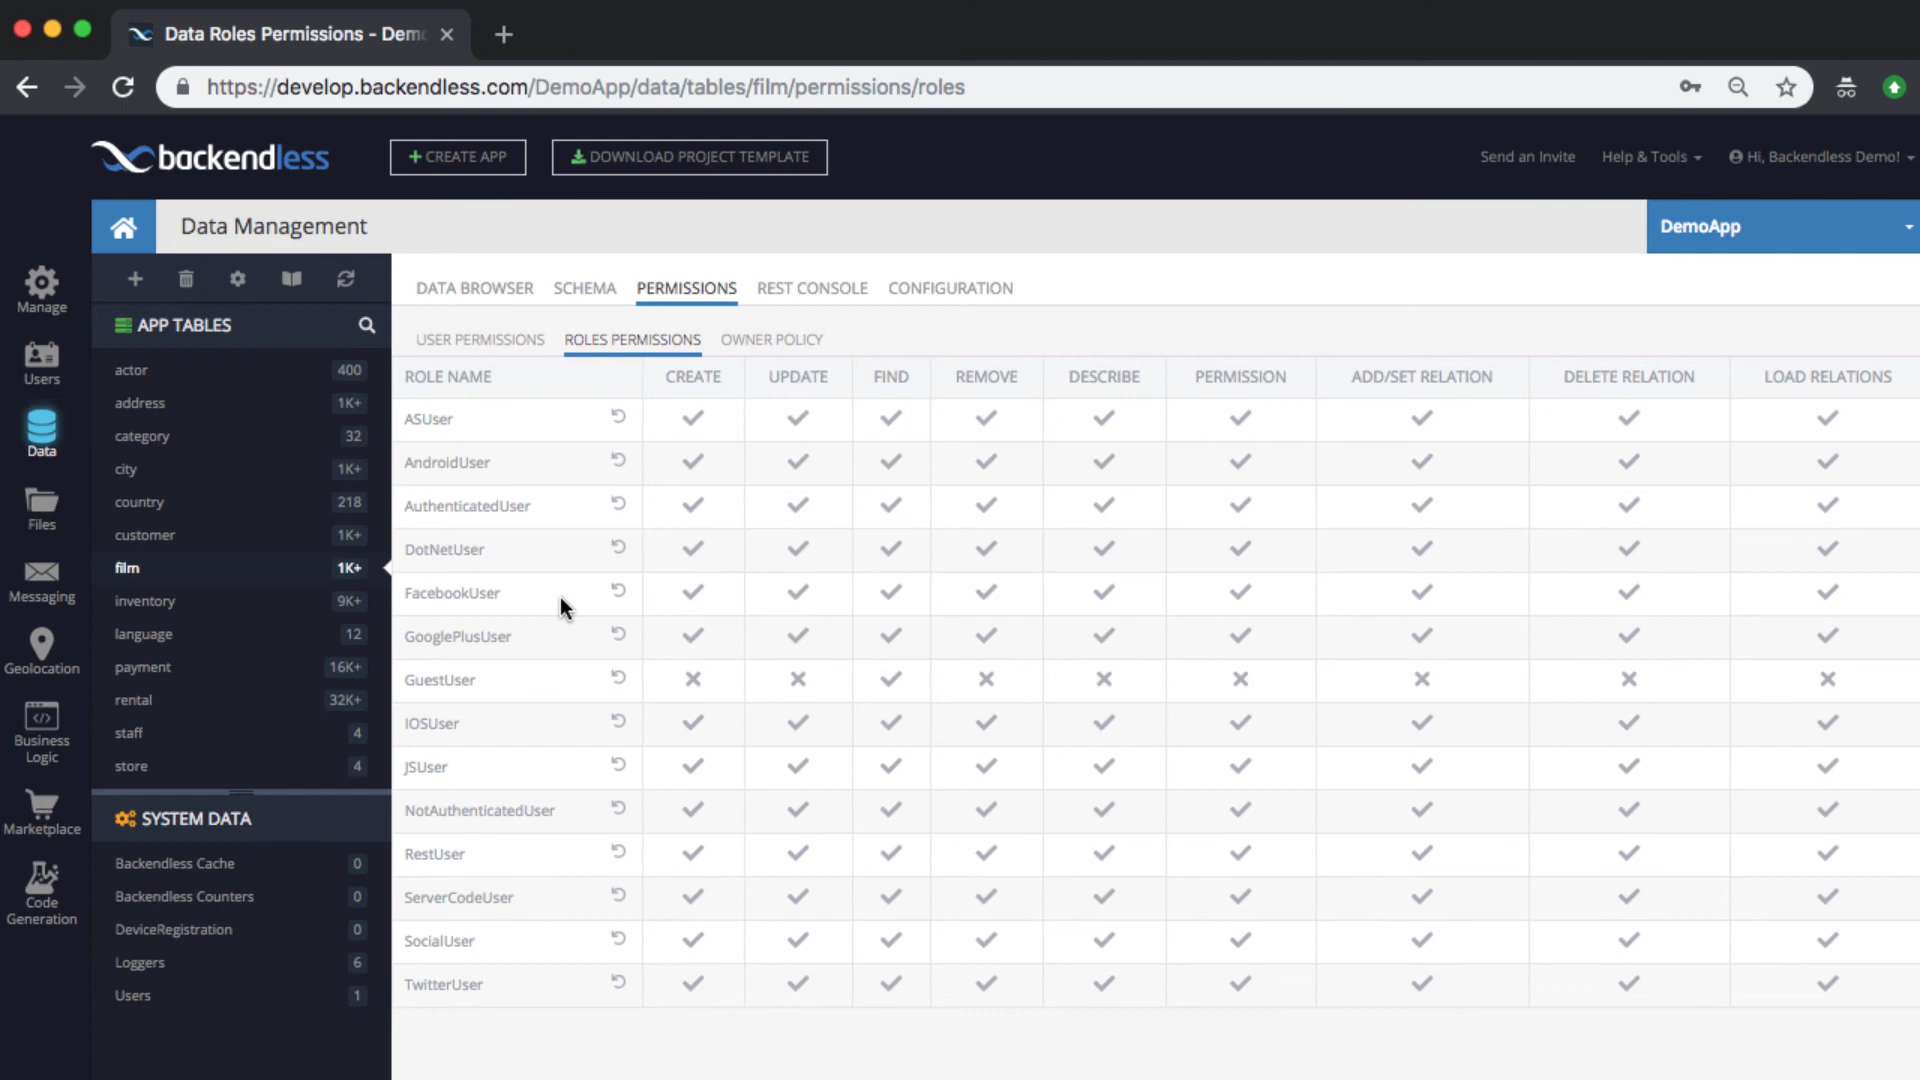 Data Roles Permissions - Demo
https://develop.backendless.com/DemoApp/data/tables/film/permissions/roles
backendless
CREATE APP
DOWNLOAD PROJECT TEMPLATE
Send an Invite
Help & Tools
Hi, Backendless Demo!
Data Management
DemoApp
Manage
Users
Data
Files
Messaging
Geolocation
Business
Logic
Marketplace
Code
Generation
APP TABLES
actor 400
address 1K+
category 32
city 1K+
country 218
customer 1K+
film 1K+
inventory 9K+
language 12
payment 16K+
rental 32K+
staff 4
store 4
SYSTEM DATA
Backendless Cache 0
Backendless Counters 0
DeviceRegistration 0
Loggers 6
Users 1
DATA BROWSER SCHEMA PERMISSIONS REST CONSOLE CONFIGURATION
USER PERMISSIONS ROLES PERMISSIONS OWNER POLICY
ROLE NAME CREATE UPDATE FIND REMOVE DESCRIBE PERMISSION ADD/SET RELATION DELETE RELATION LOAD RELATIONS
ASUser
AndroidUser
AuthenticatedUser
DotNetUser
FacebookUser
GooglePlusUser
GuestUser
IOSUser
JSUser
NotAuthenticatedUser
RestUser
ServerCodeUser
SocialUser
TwitterUser